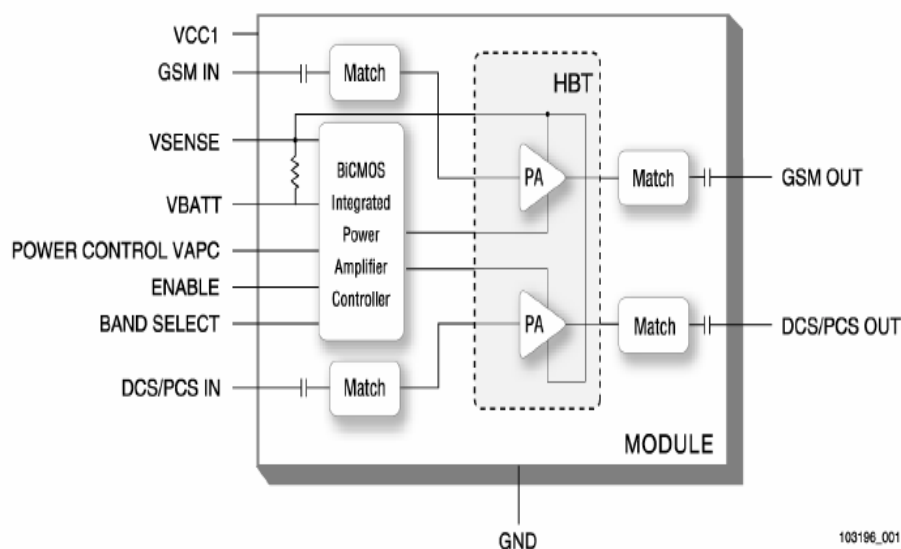 VCC1
GSM IN
Match
HBT
VSENSE
BiCMOS
Integrated
Power
Amplifier
Controller
PA
Match
GSM OUT
VBATT
POWER CONTROL VAPC
ENABLE
BAND SELECT
PA
Match
DCS/PCS OUT
DCS/PCS IN
Match
MODULE
GND
103196_001